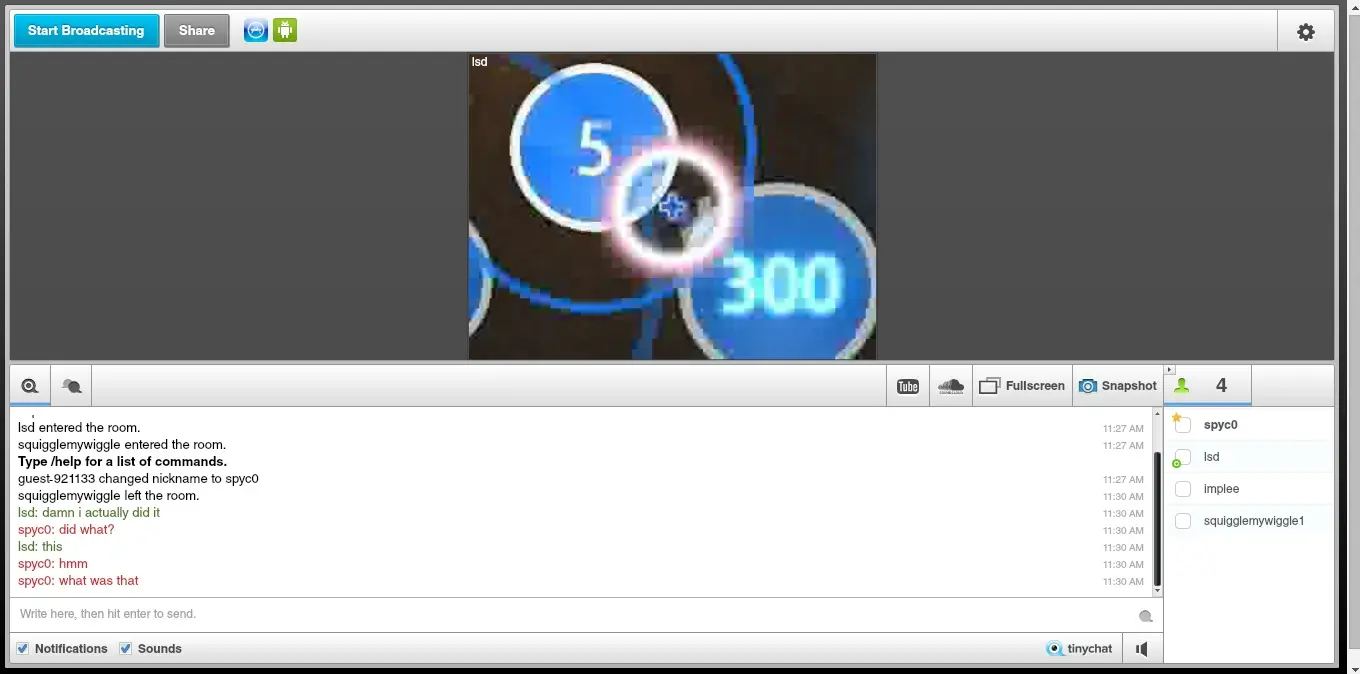 Start Broadcasting
Share
lsd
5
300
Tube
Fullscreen
Snapshot
4
lsd entered the room.
11:27 AM
squigglemywiggle entered the room.
11:27 AM
Type /help for a list of commands.
guest-921133 changed nickname to spyc0
11:27 AM
squigglemywiggle left the room.
11:30 AM
lsd: damn i actually did it
11:30 AM
spyc0: did what?
11:30 AM
lsd: this
11:30 AM
spyc0: hmm
11:30 AM
spyc0: what was that
11:30 AM
spyc0
lsd
implee
squigglemywiggle1
Write here, then hit enter to send.
Notifications
Sounds
tinychat